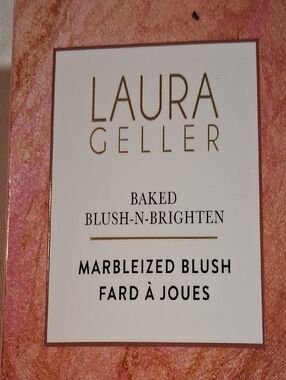 LAURA
GELLER
BAKED
BLUSH-N-BRIGHTEN
MARBLEIZED BLUSH
FARD À JOUES